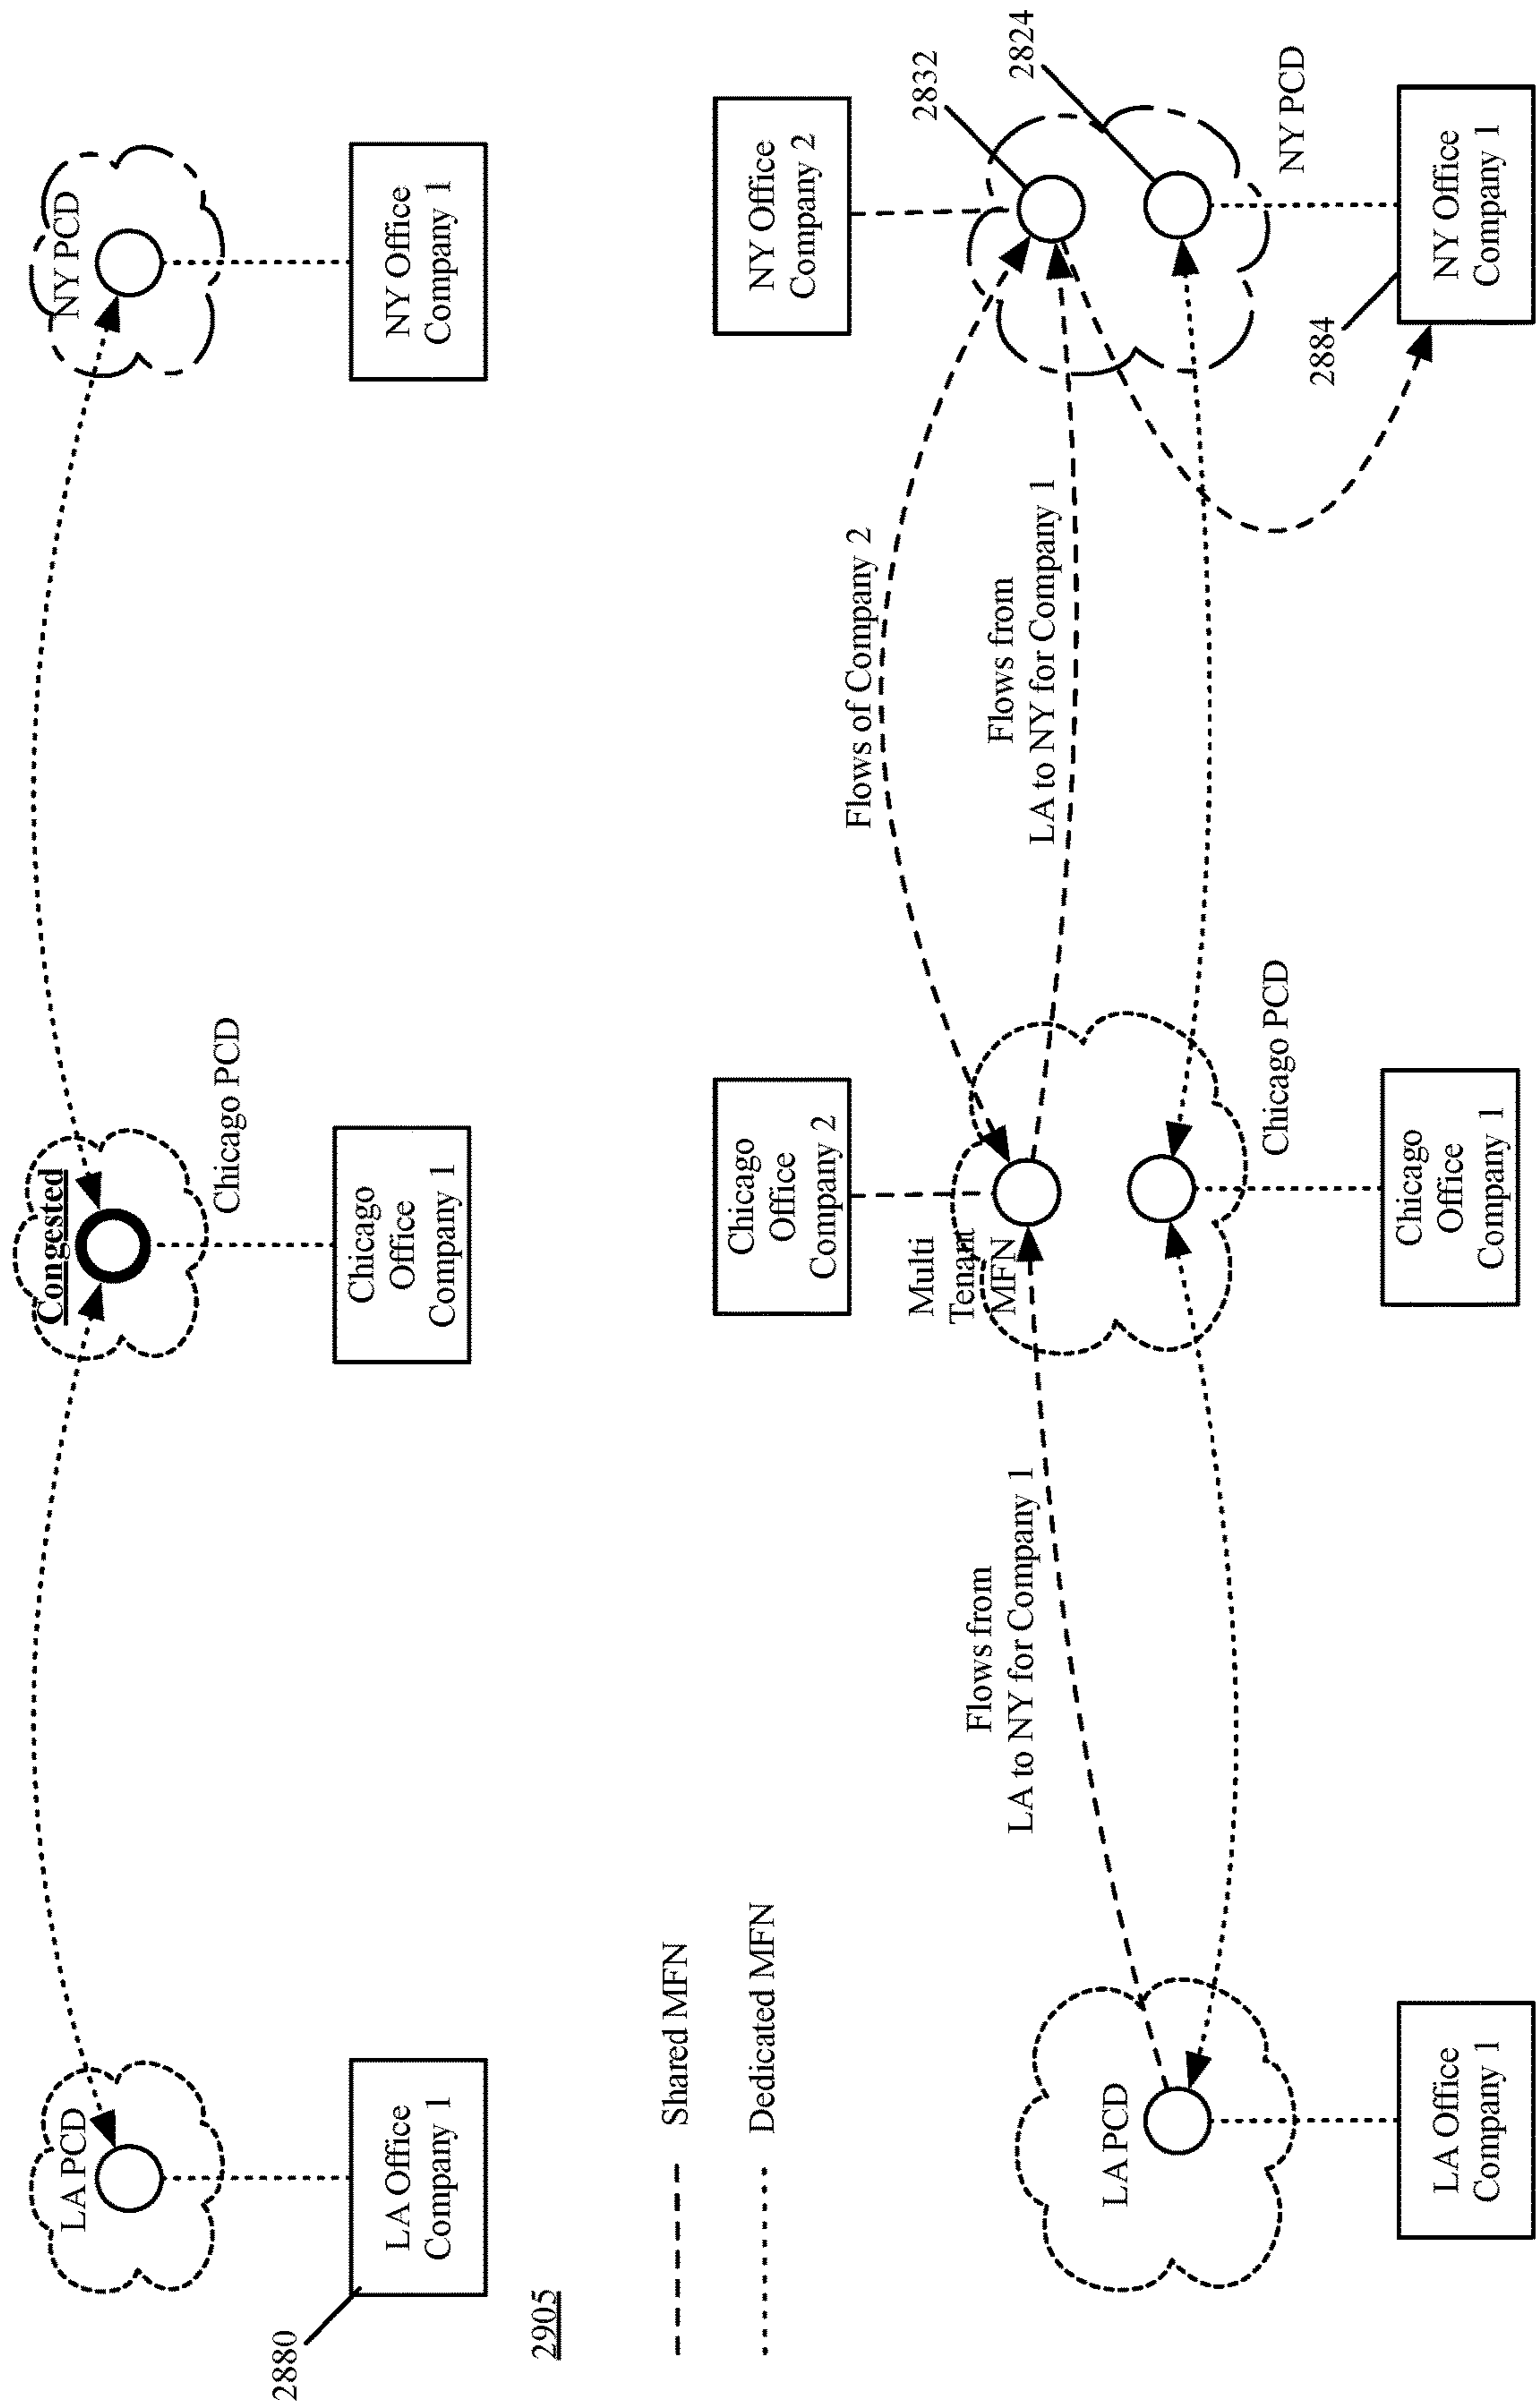 LA PCD
LA Office
Company 1
2880
Congested
Chicago PCD
Chicago
Office
Company 1
NY PCD
NY Office
Company 1
2905
Shared MFN
Dedicated MFN
LA PCD
LA Office
Company 1
Flows from
LA to NY for Company 1
Chicago
Office
Company 2
Multi
Tenant
MFN
Chicago PCD
Chicago
Office
Company 1
Flows of Company 2
Flows from
LA to NY for Company 1
NY Office
Company 2
2832
2824
NY PCD
2884
NY Office
Company 1